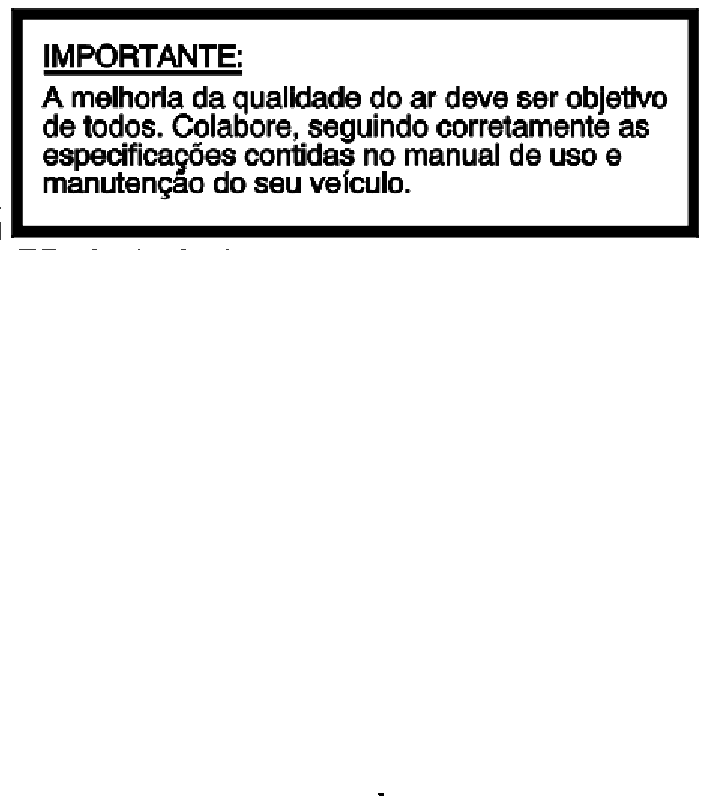 IMPORTANTE:
A melhoria da qualidade do ar deve ser objetivo
de todos. Colabore, seguindo corretamente as
especificações contidas no manual de uso e
manutenção do seu veículo.